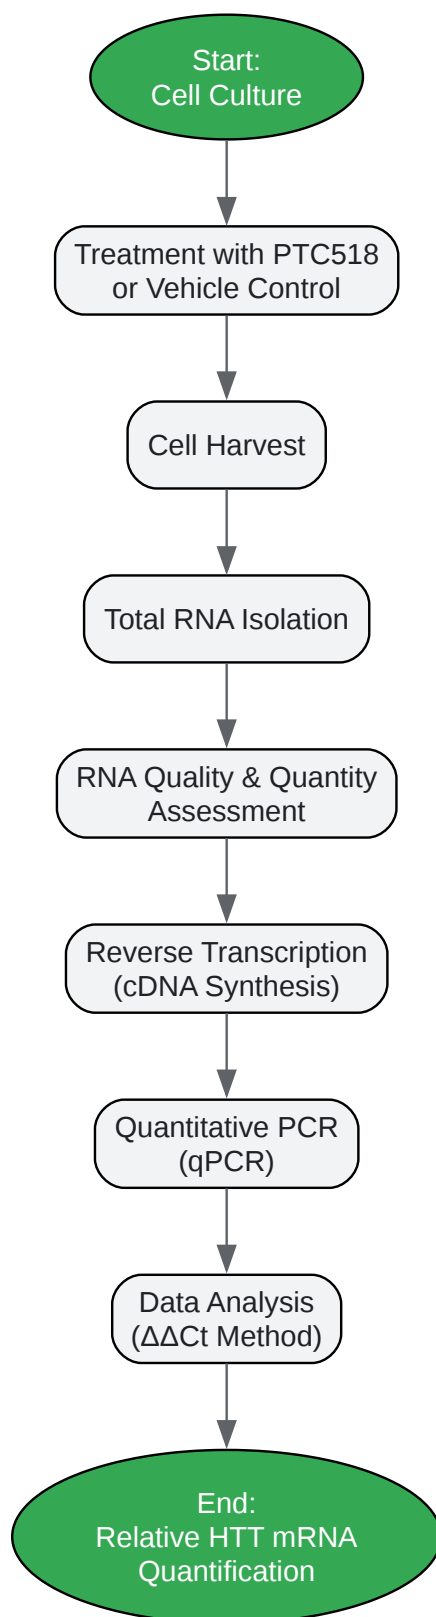 Start:
Cell Culture
Treatment with PTC518
or Vehicle Control
Cell Harvest
Total RNA Isolation
RNA Quality & Quantity
Assessment
Reverse Transcription
(cDNA Synthesis)
Quantitative PCR
(qPCR)
Data Analysis
(ΔΔCt Method)
End:
Relative HTT mRNA
Quantification